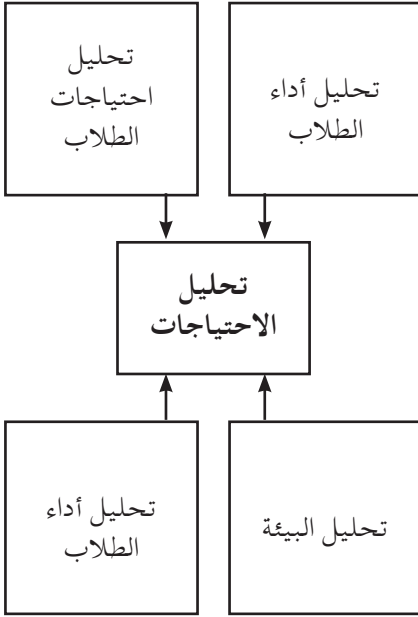 تحليل أداء
الطلاب
تحليل
احتياجات
الطلاب
تحليل
الاحتياجات
تحليل البيئة
تحليل أداء
الطلاب